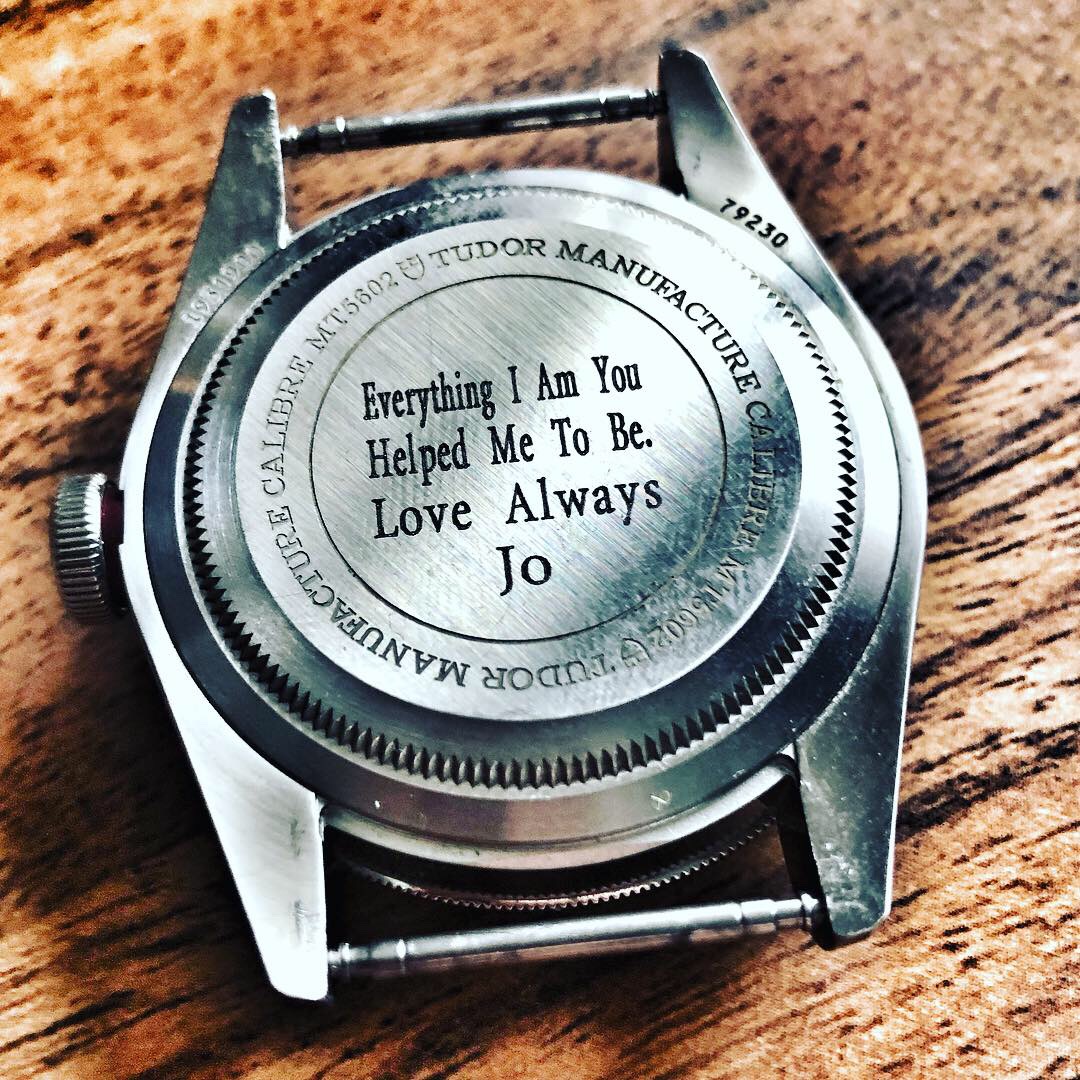 TUDOR MANUFACTURE CALIBRE MT5602
TUDOR MANUFACTURE CALIBRE MT5602
79230
Everything I Am You
Helped Me To Be.
Love Always
Jo